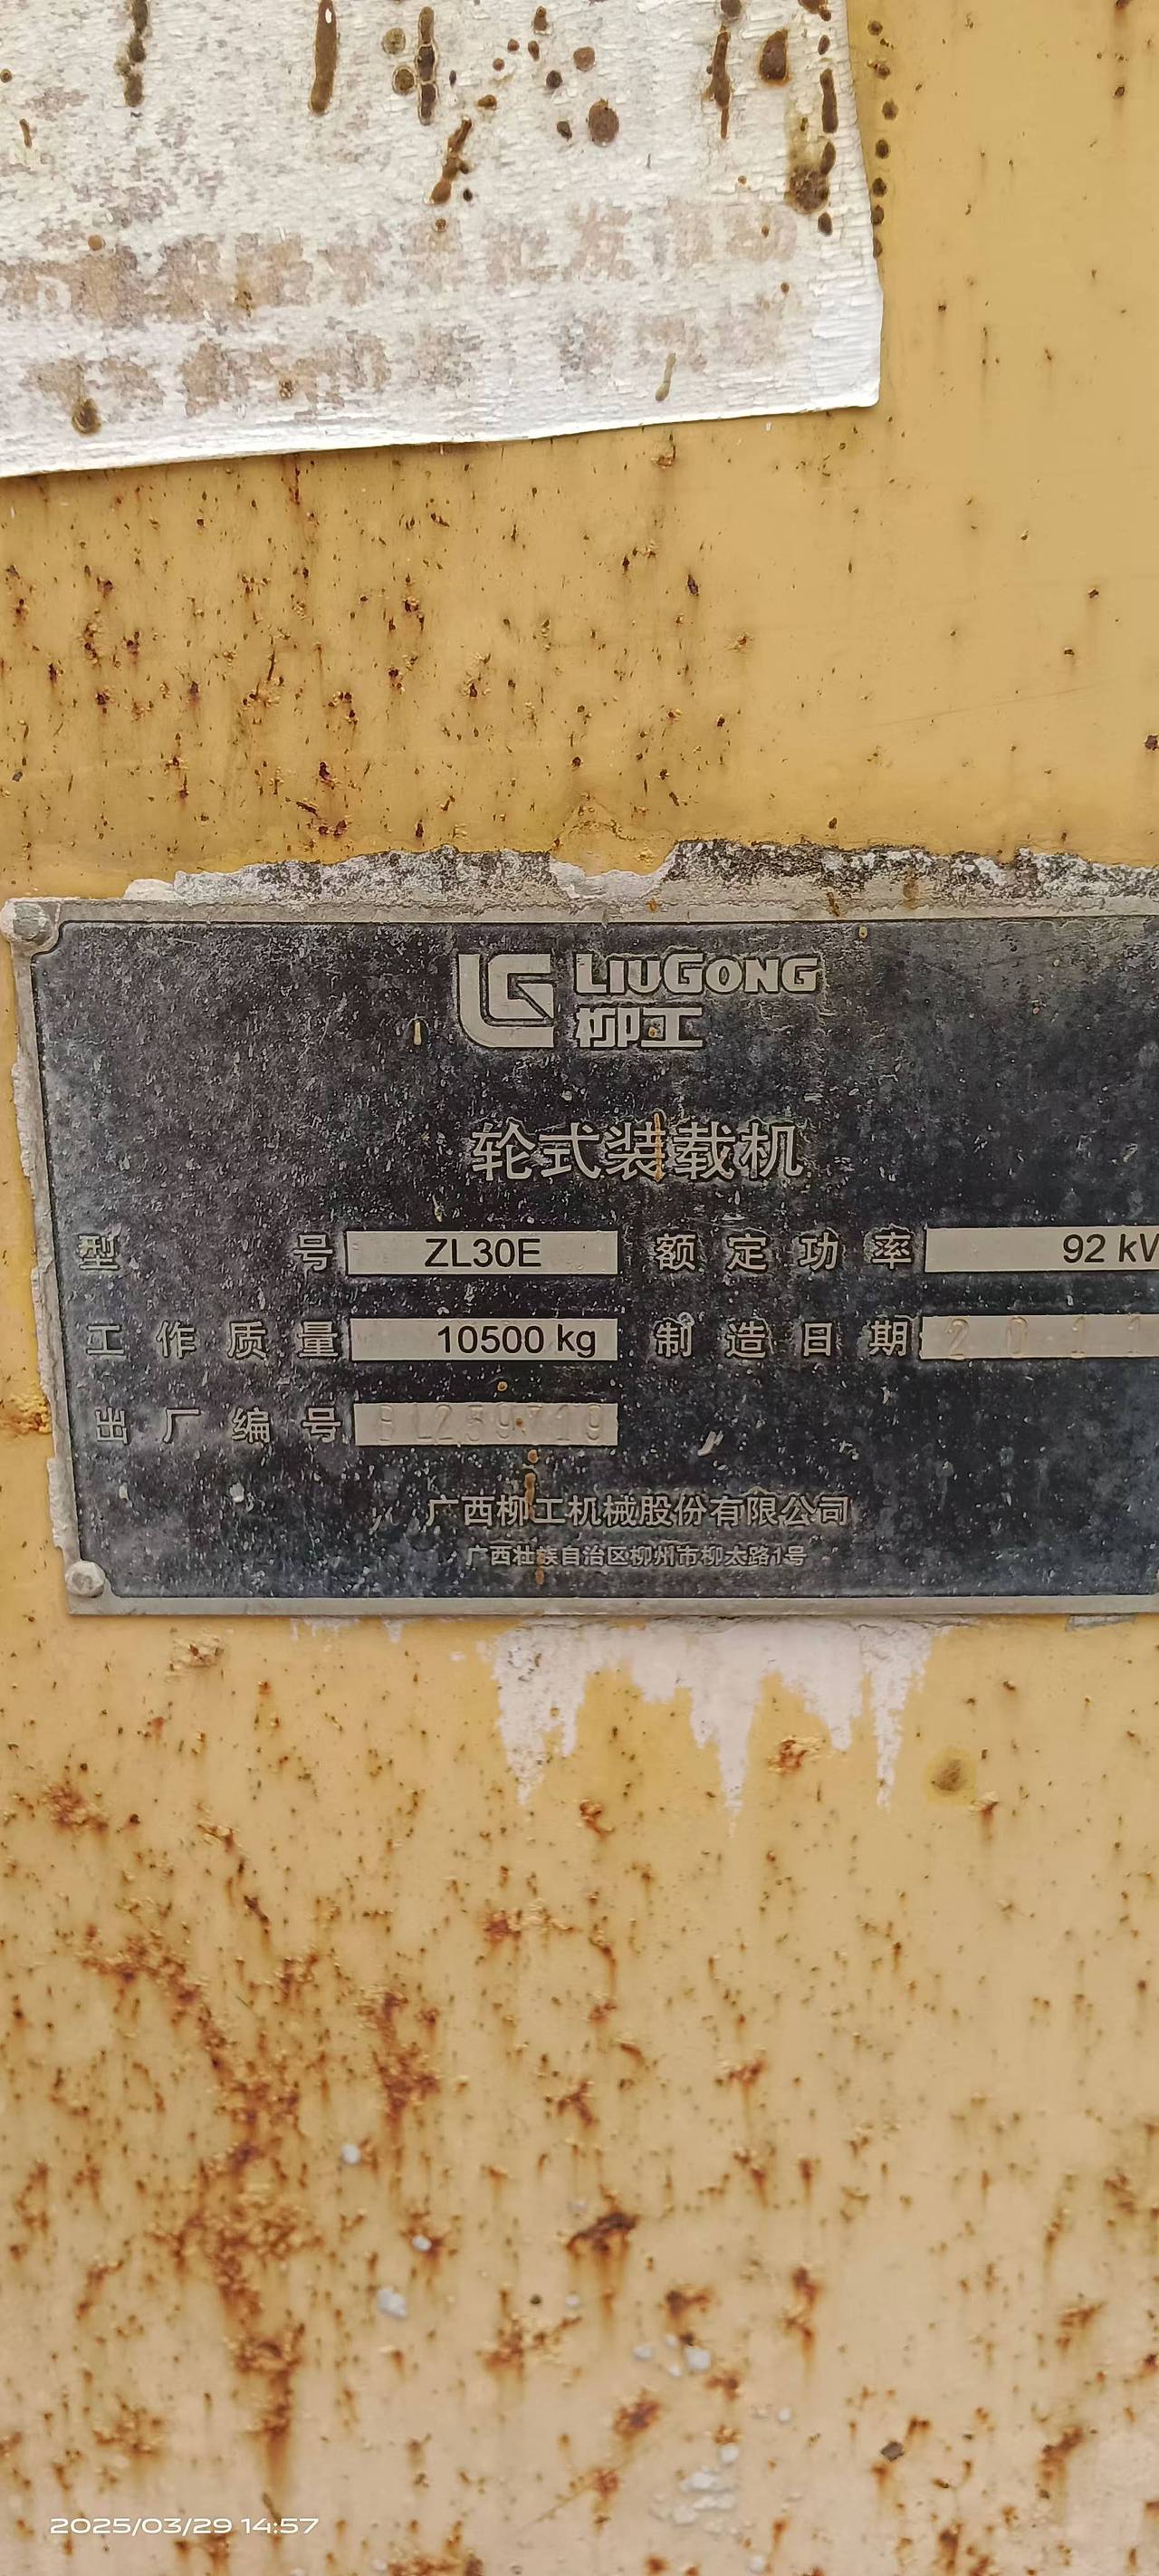 LIUGONG
柳工
轮式装载机
型号 ZL30E 额定功率 92 kW
工作质量 10500 kg 制造日期 2011
出厂编号 BL259719
广西柳工机械股份有限公司
广西壮族自治区柳州市柳太路1号
2025/03/29 14:57